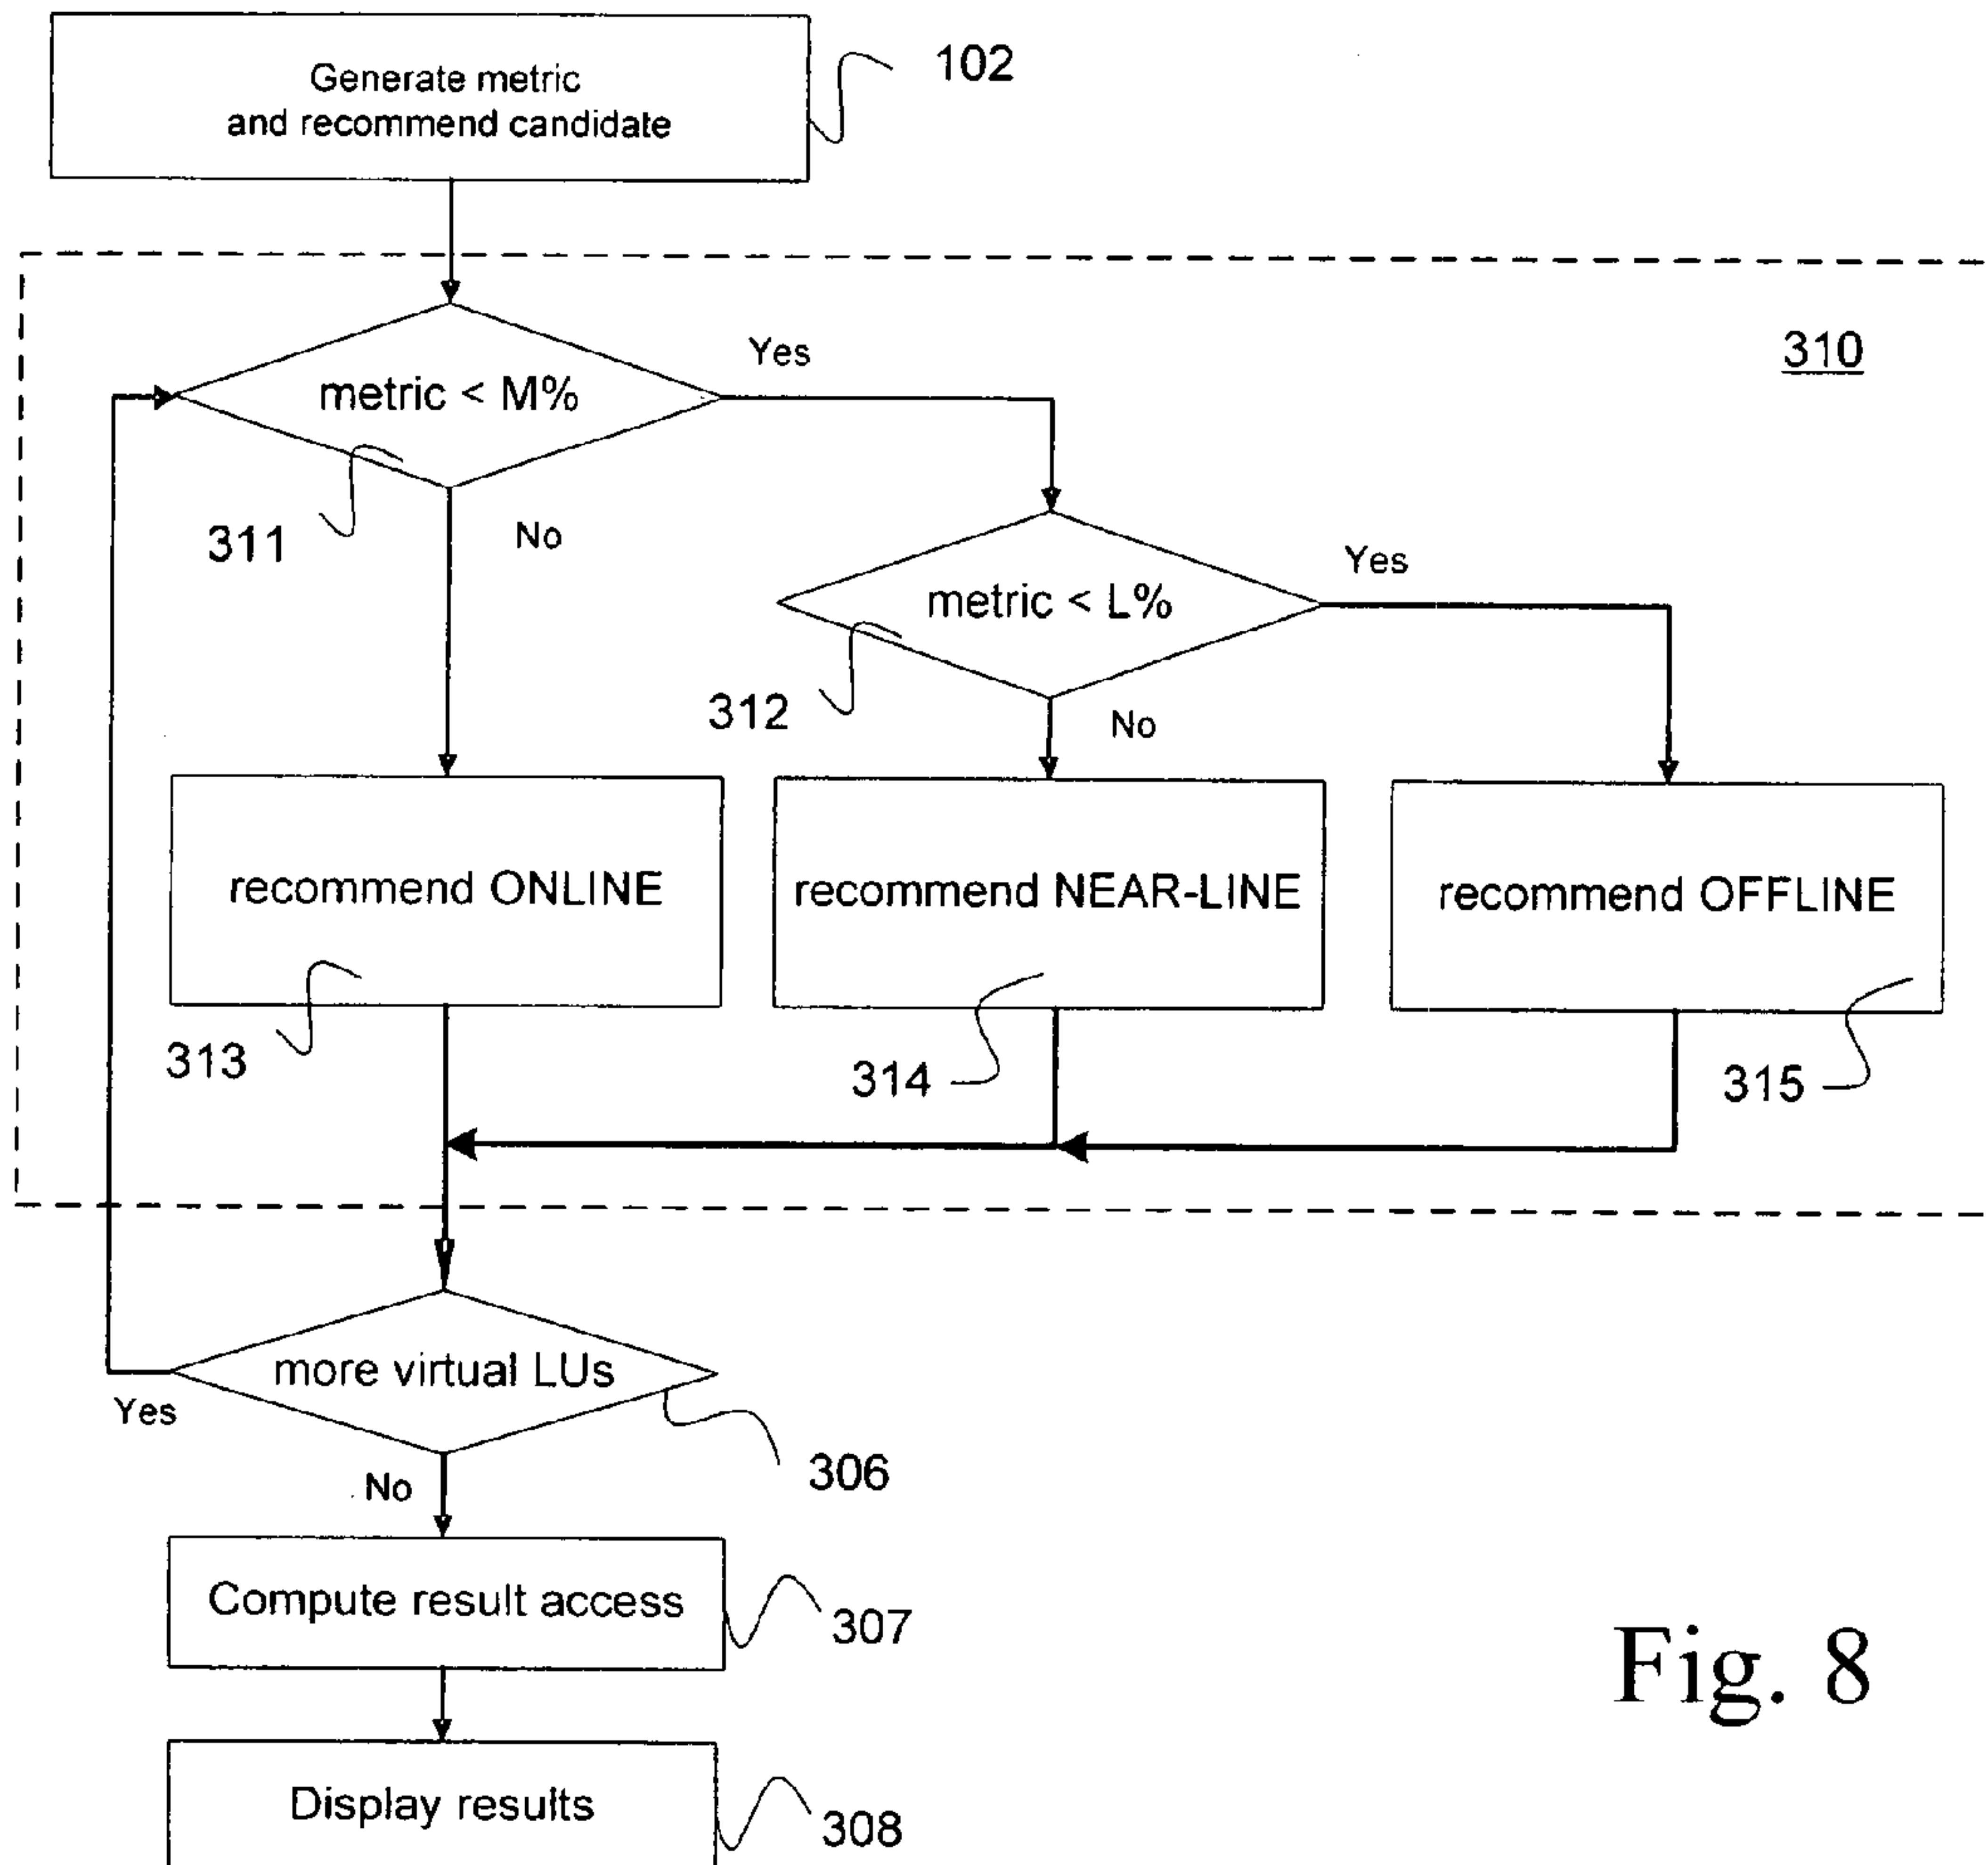 Generate metric
and recommend candidate
102
310
metric < M%
Yes
311
No
metric < L%
Yes
312
No
recommend ONLINE
recommend NEAR-LINE
recommend OFFLINE
313
314
315
more virtual LUs
Yes
306
No
Compute result access
307
Display results
308
Fig. 8